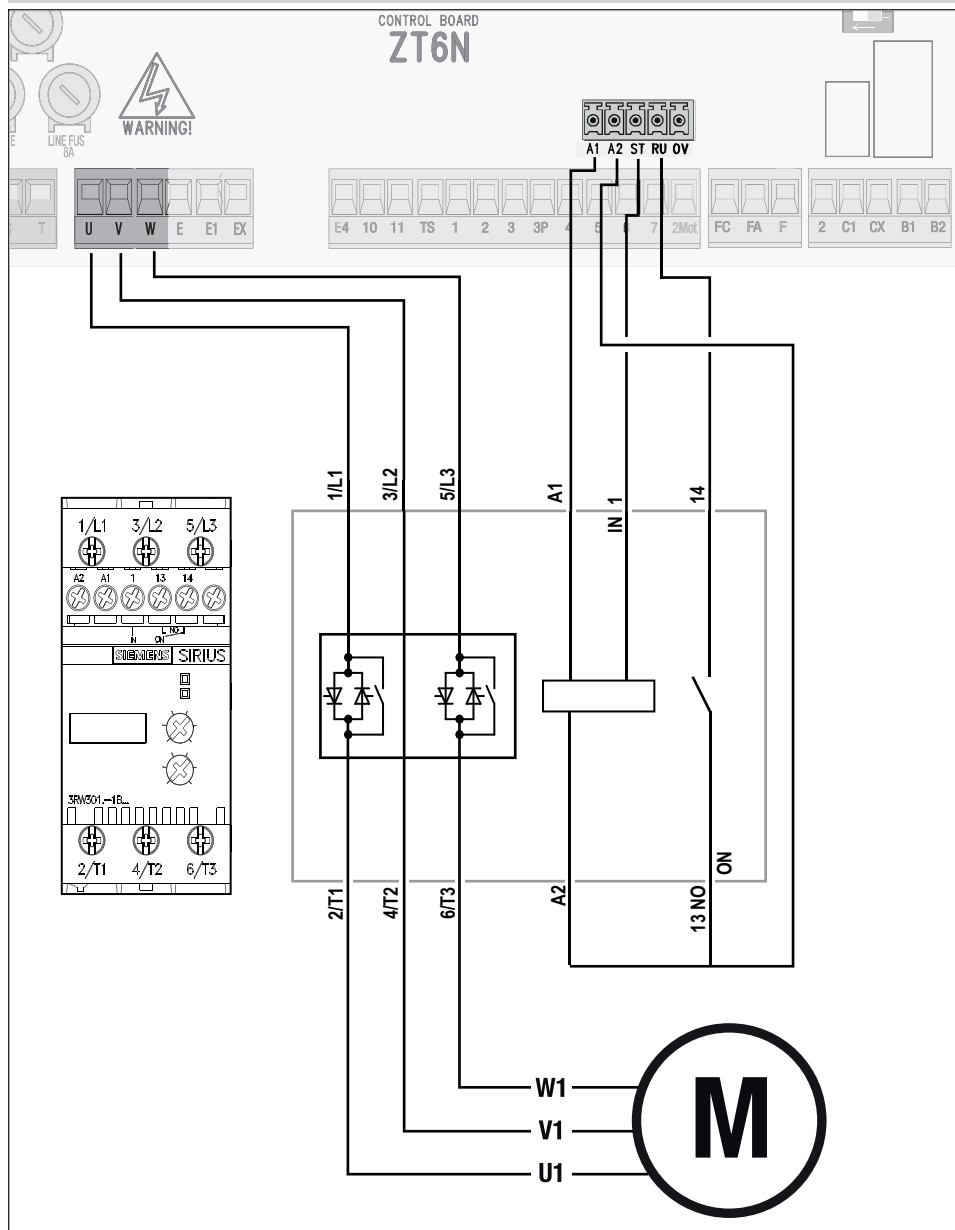 CONTROL BOARD
ZT6N
WARNING!
E
LINE FUS
8A
A1 A2 ST RU OV
T
U V W E E1 EX
E4 10 11 TS 1 2 3 3P 4 5 6 7 2Mot
FC FA F
2 C1 CX B1 B2
1/L1
3/L2
5/L3
A1
IN 1
14
1/L1 3/L2 5/L3
A2 A1 1 13 14
IN
ON
NO
SIEMENS SIRIUS
3RW301.-1B...
2/T1 4/T2 6/T3
2/T1
4/T2
6/T3
A2
13 NO
ON
W1
V1
U1
M